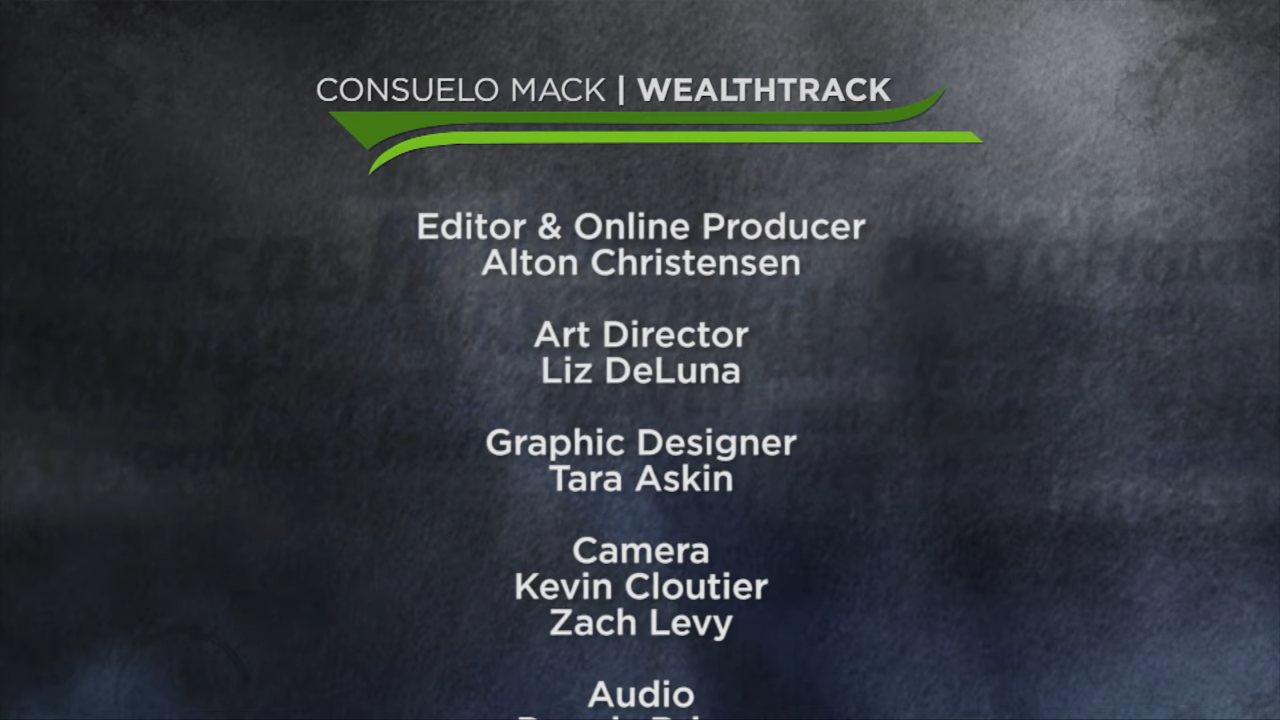 CONSUELO MACK | WEALTHTRACK
Editor & Online Producer
Alton Christensen
Art Director
Liz DeLuna
Graphic Designer
Tara Askin
Camera
Kevin Cloutier
Zach Levy
Audio